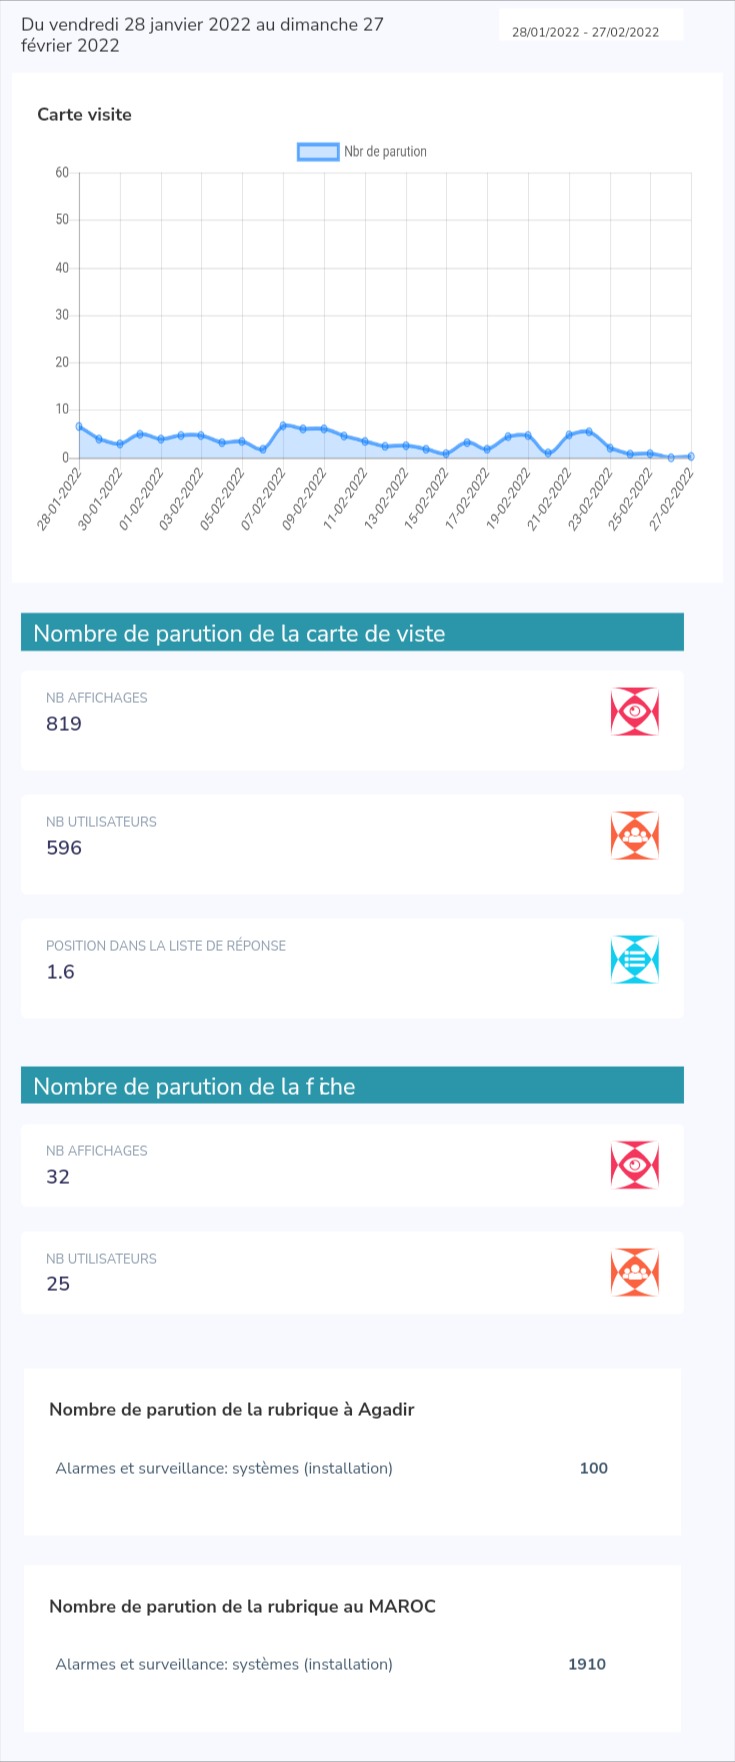 Du vendredi 28 janvier 2022 au dimanche 27
février 2022
28/01/2022 - 27/02/2022
Carte visite
Nbr de parution
60
50
40
30
20
10
0
28-01-2022
30-01-2022
01-02-2022
03-02-2022
05-02-2022
07-02-2022
09-02-2022
11-02-2022
13-02-2022
15-02-2022
17-02-2022
19-02-2022
21-02-2022
23-02-2022
25-02-2022
27-02-2022
Nombre de parution de la carte de viste
NB AFFICHAGES
819
NB UTILISATEURS
596
POSITION DANS LA LISTE DE RÉPONSE
1.6
Nombre de parution de la fiche
NB AFFICHAGES
32
NB UTILISATEURS
25
Nombre de parution de la rubrique à Agadir
Alarmes et surveillance: systèmes (installation) 100
Nombre de parution de la rubrique au MAROC
Alarmes et surveillance: systèmes (installation) 1910